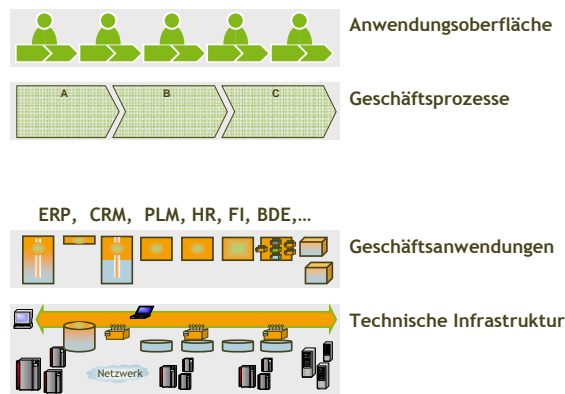 Anwendungsoberfläche
A B C
Geschäftsprozesse
ERP, CRM, PLM, HR, FI, BDE,...
Geschäftsanwendungen
Technische Infrastruktur
Netzwerk